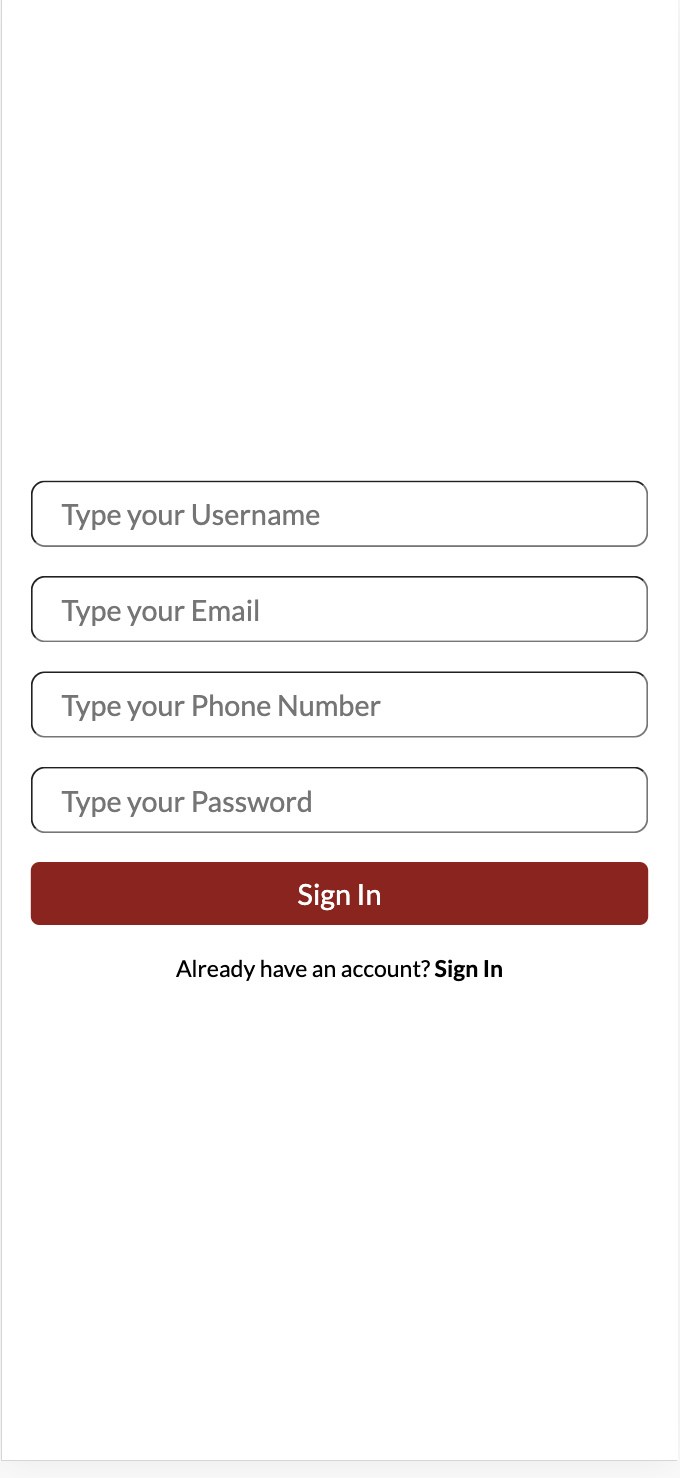 Type your Username
Type your Email
Type your Phone Number
Type your Password
Sign In
Already have an account? Sign In